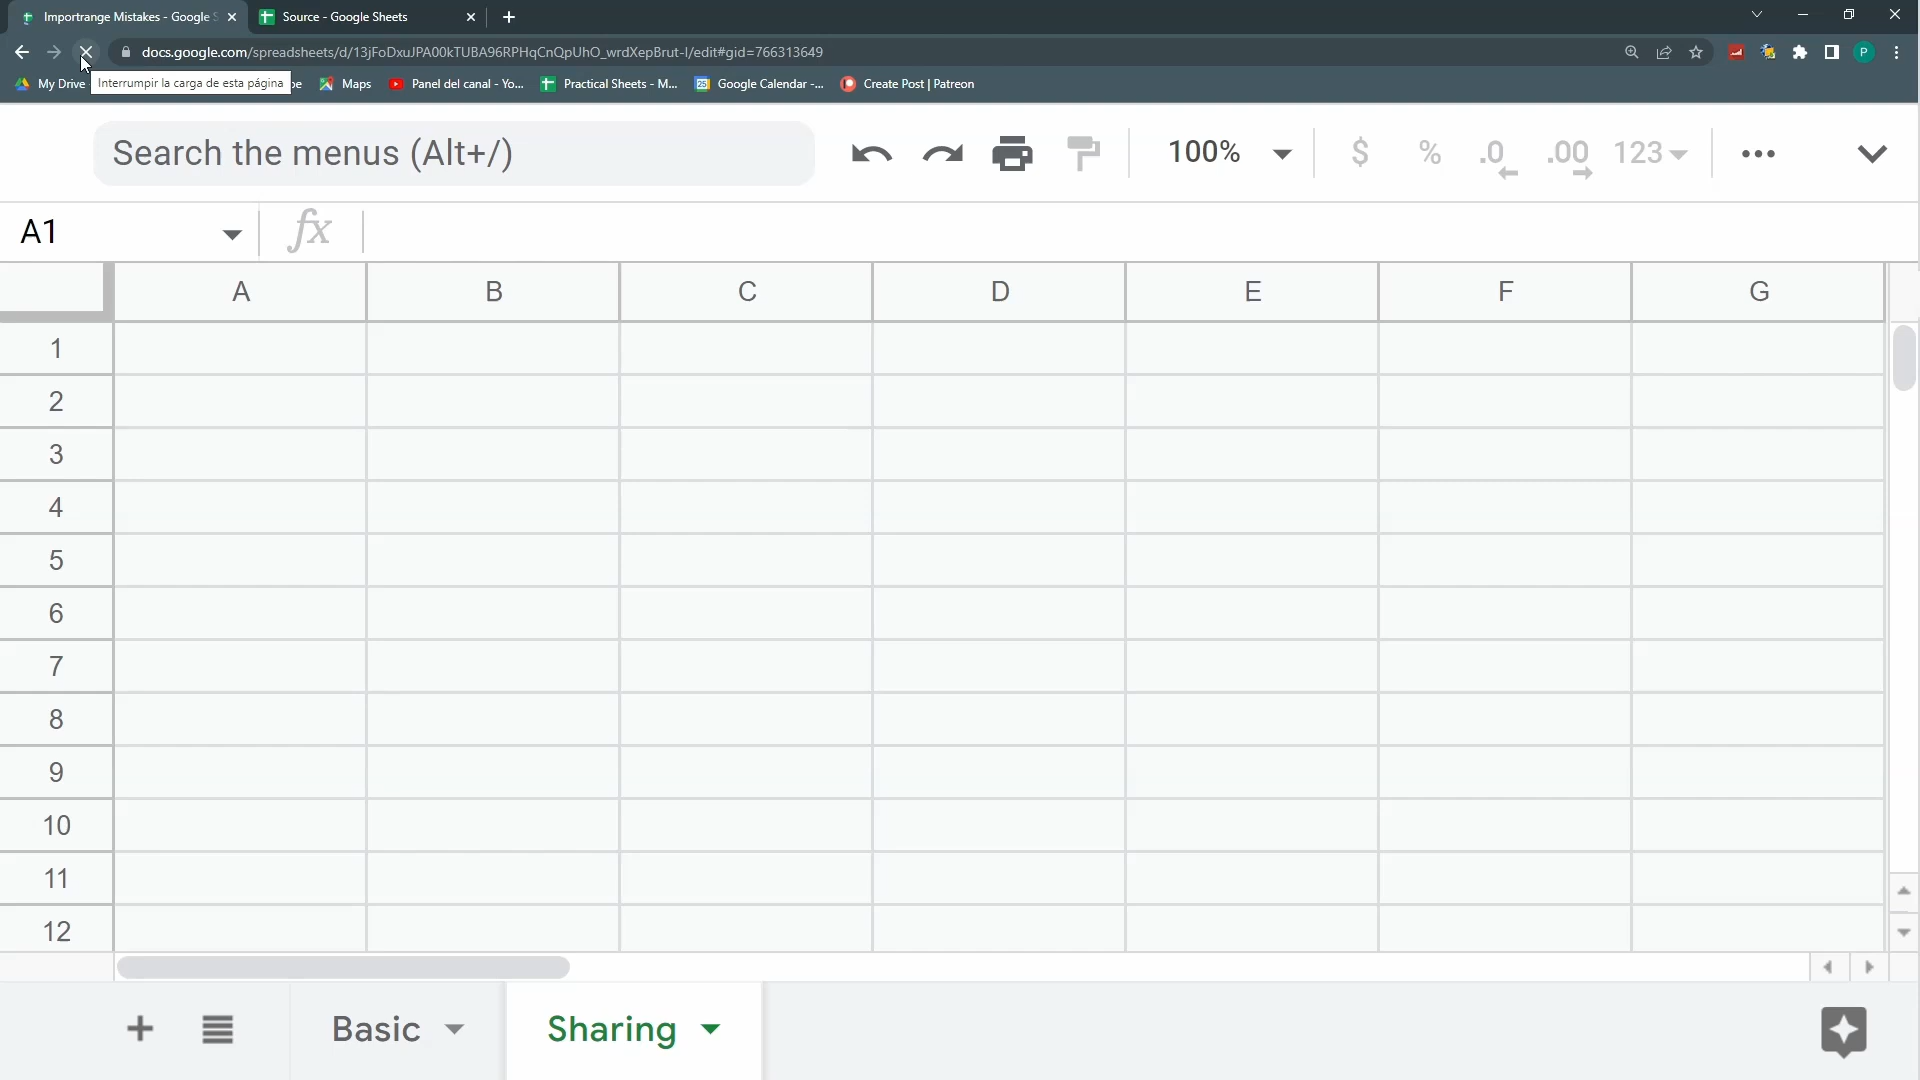 Importrange Mistakes - Google S
Source - Google Sheets
docs.google.com/spreadsheets/d/13jFoDxuJPA00kTUBA96RPHqCnQpUhO_wrdXepBrut-I/edit#gid=766313649
P
My Drive
Interrumpir la carga de esta página
be
Maps
Panel del canal - Yo...
Practical Sheets - M...
Google Calendar -...
Create Post | Patreon
Search the menus (Alt+/)
100%
$
%
.0
.00
123
A1
fx
A B C D E F G
1
2
3
4
5
6
7
8
9
10
11
12
Basic
Sharing